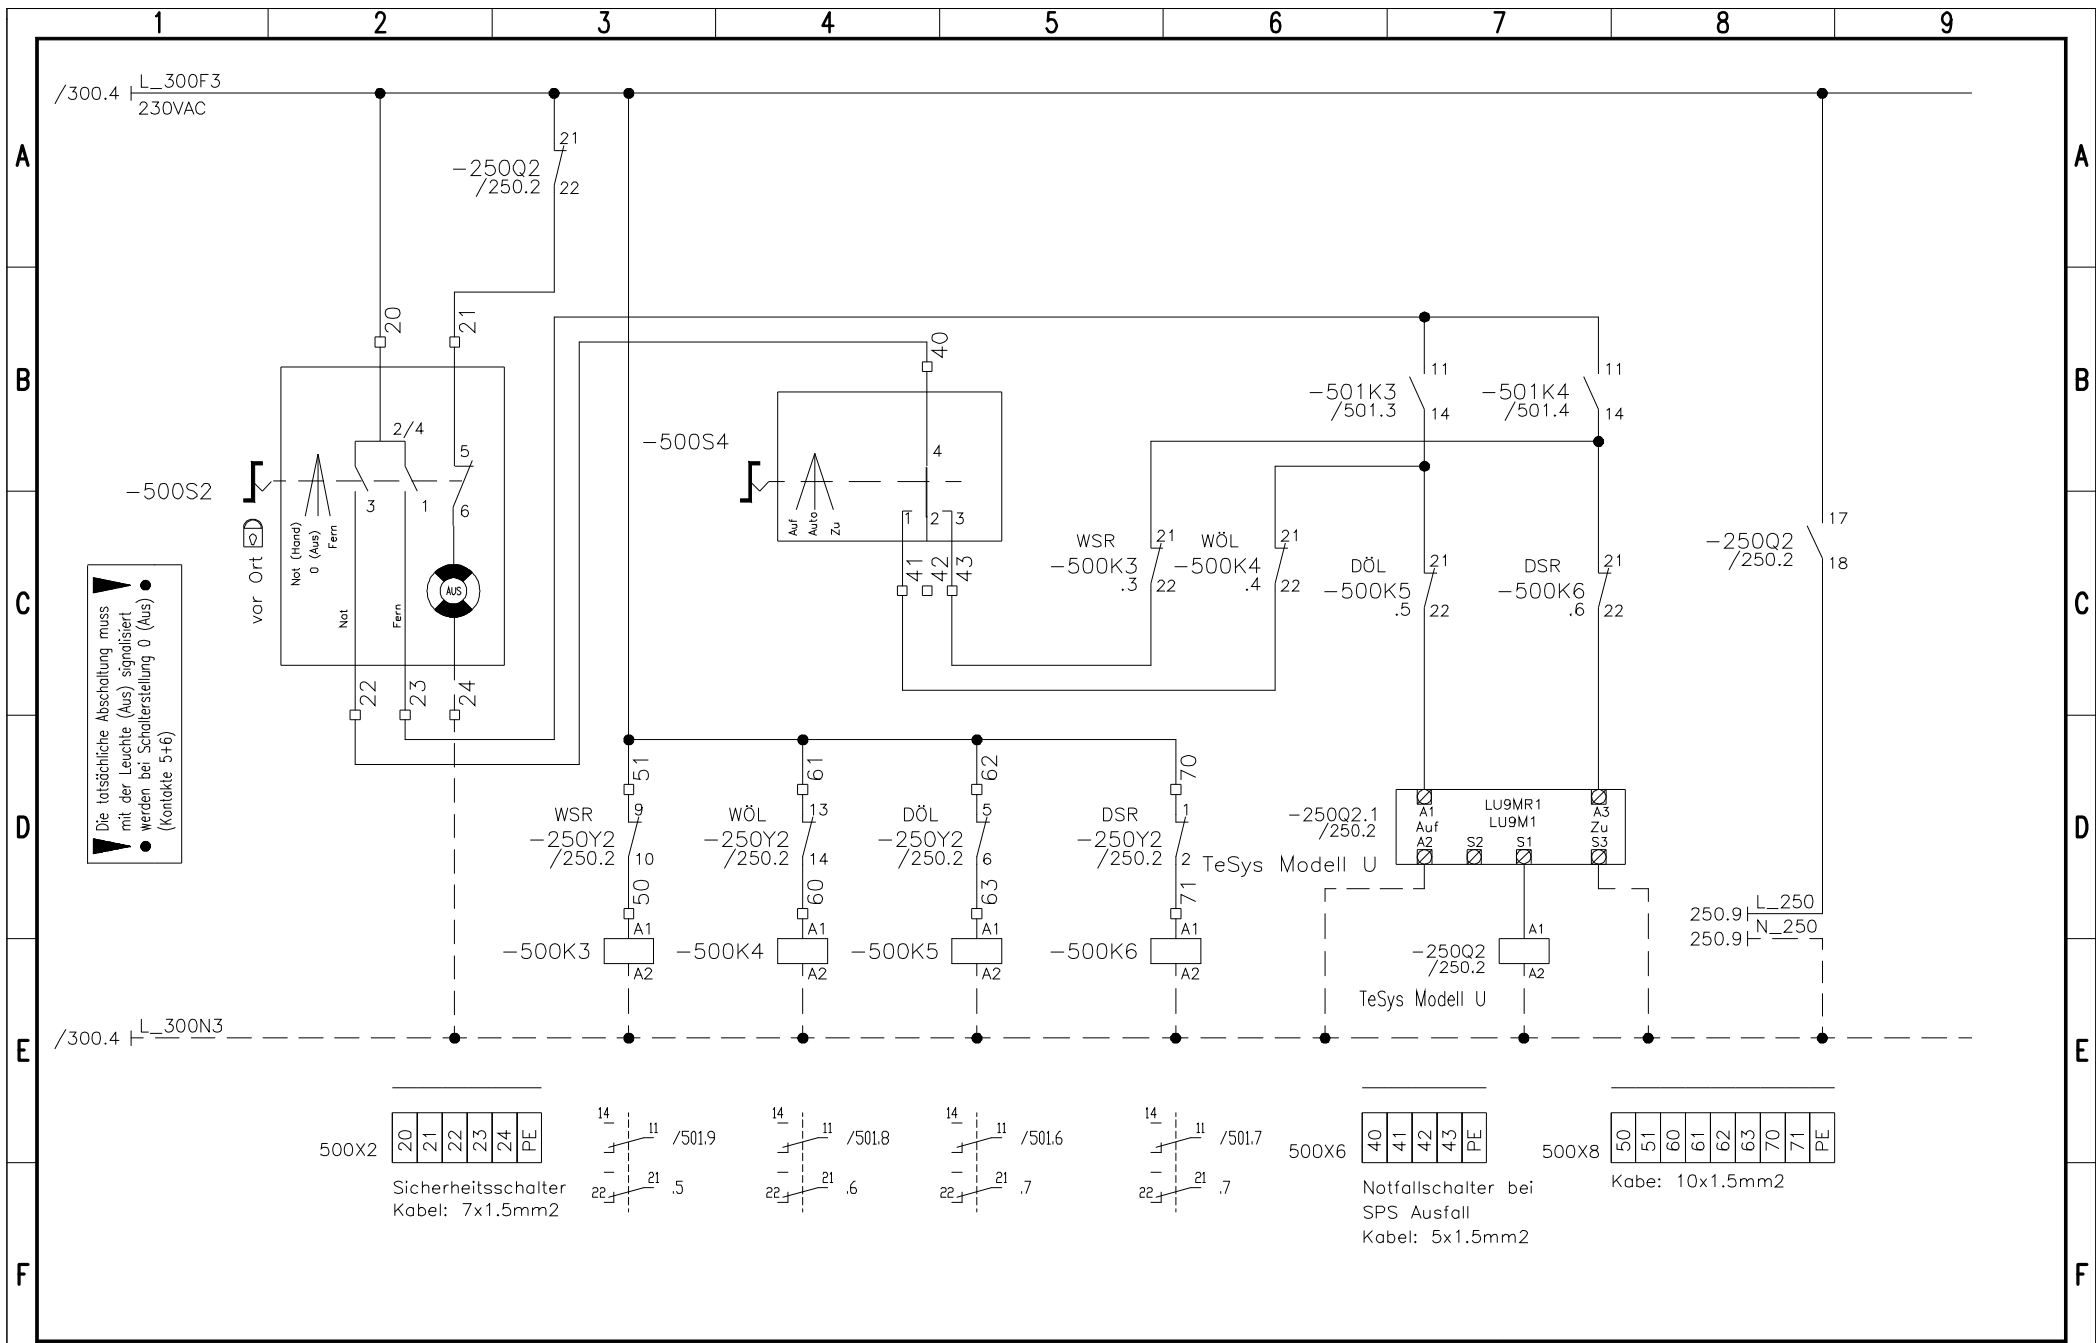 1 2 3 4 5 6 7 8 9
A A
B B
C C
D D
E E
F F
/300.4 L_300F3
230VAC
21
-250Q2
/250.2 22
20
21
2/4
5
-500S2
3 1 6
vor Ort
Not (Hand)
0 (Aus)
Fern
AUS
Not
Fern
22
23
24
Die tatsächliche Abschaltung muss
mit der Leuchte (Aus) signalisiert
werden bei Schalterstellung 0 (Aus)
(Kontakte 5+6)
40
-500S4
4
Auf
Auto
Zu
1 2 3
41
42
43
11
-501K3
/501.3 14
11
-501K4
/501.4 14
WSR 21
-500K3
.3 22
WÖL 21
-500K4
.4 22
DÖL 21
-500K5
.5 22
DSR 21
-500K6
.6 22
17
-250Q2
/250.2 18
51
WSR 9
-250Y2
/250.2 10
50
A1
-500K3
A2
61
WÖL 13
-250Y2
/250.2 14
60
A1
-500K4
A2
62
DÖL 5
-250Y2
/250.2 6
63
A1
-500K5
A2
70
DSR 1
-250Y2
/250.2 2
71
A1
-500K6
A2
-250Q2.1
/250.2
TeSys Modell U
A1 LU9MR1 A3
Auf LU9M1 Zu
A2 S2 S1 S3
A1
-250Q2
/250.2 A2
TeSys Modell U
250.9 L_250
250.9 N_250
/300.4 L_300N3
500X2 20 21 22 23 24 PE
Sicherheitsschalter
Kabel: 7x1.5mm2
14
11 /501.9
21 .5
22
14
11 /501.8
21 .6
22
14
11 /501.6
21 .7
22
14
11 /501.7
21 .7
22
500X6 40 41 42 43 PE
Notfallschalter bei
SPS Ausfall
Kabel: 5x1.5mm2
500X8 50 51 60 61 62 63 70 71 PE
Kabe: 10x1.5mm2